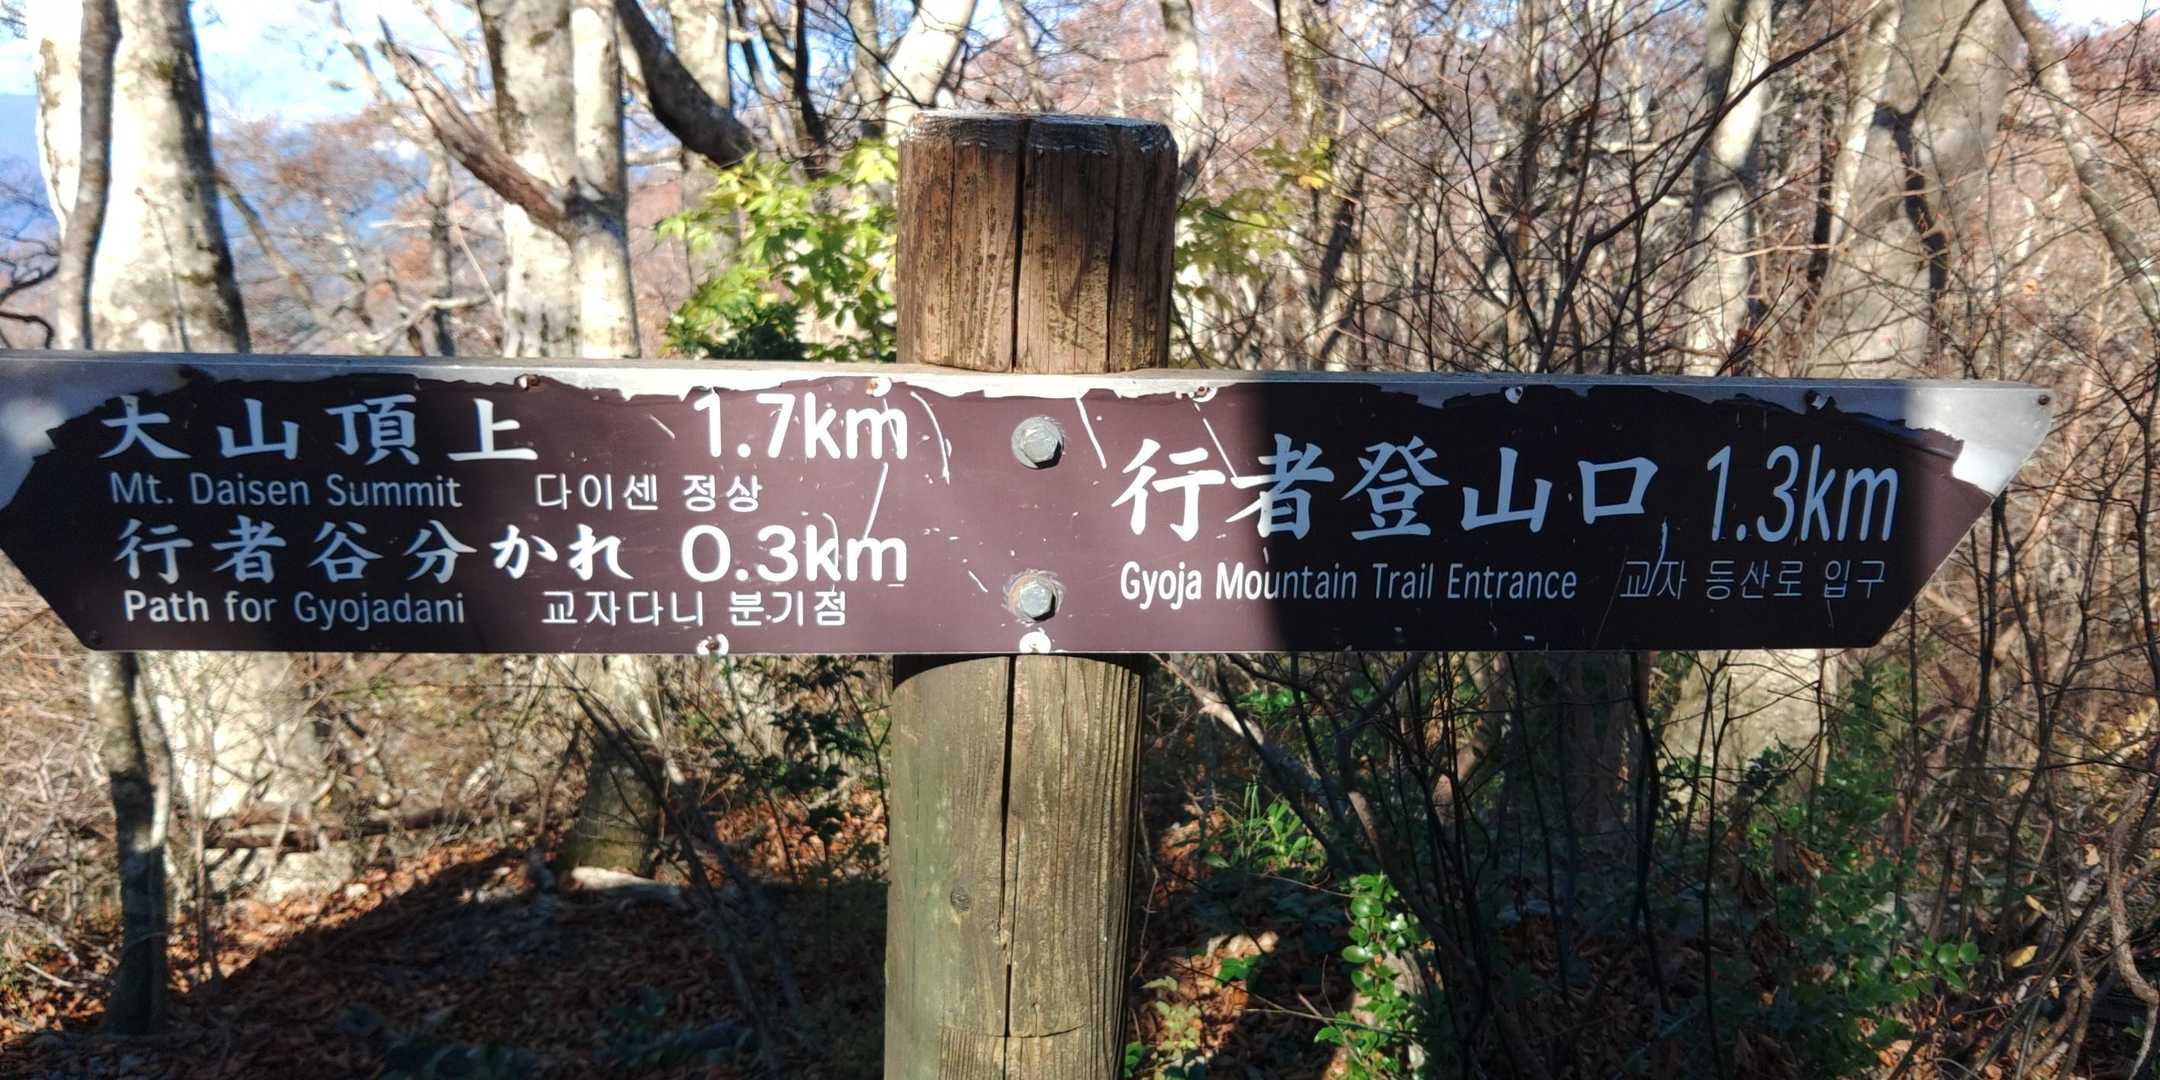 大山頂上 1.7km
Mt. Daisen Summit 다이센 정상
行者谷分かれ 0.3km
Path for Gyojadani 교자다니 분기점
行者登山口 1.3km
Gyoja Mountain Trail Entrance 교자 등산로 입구